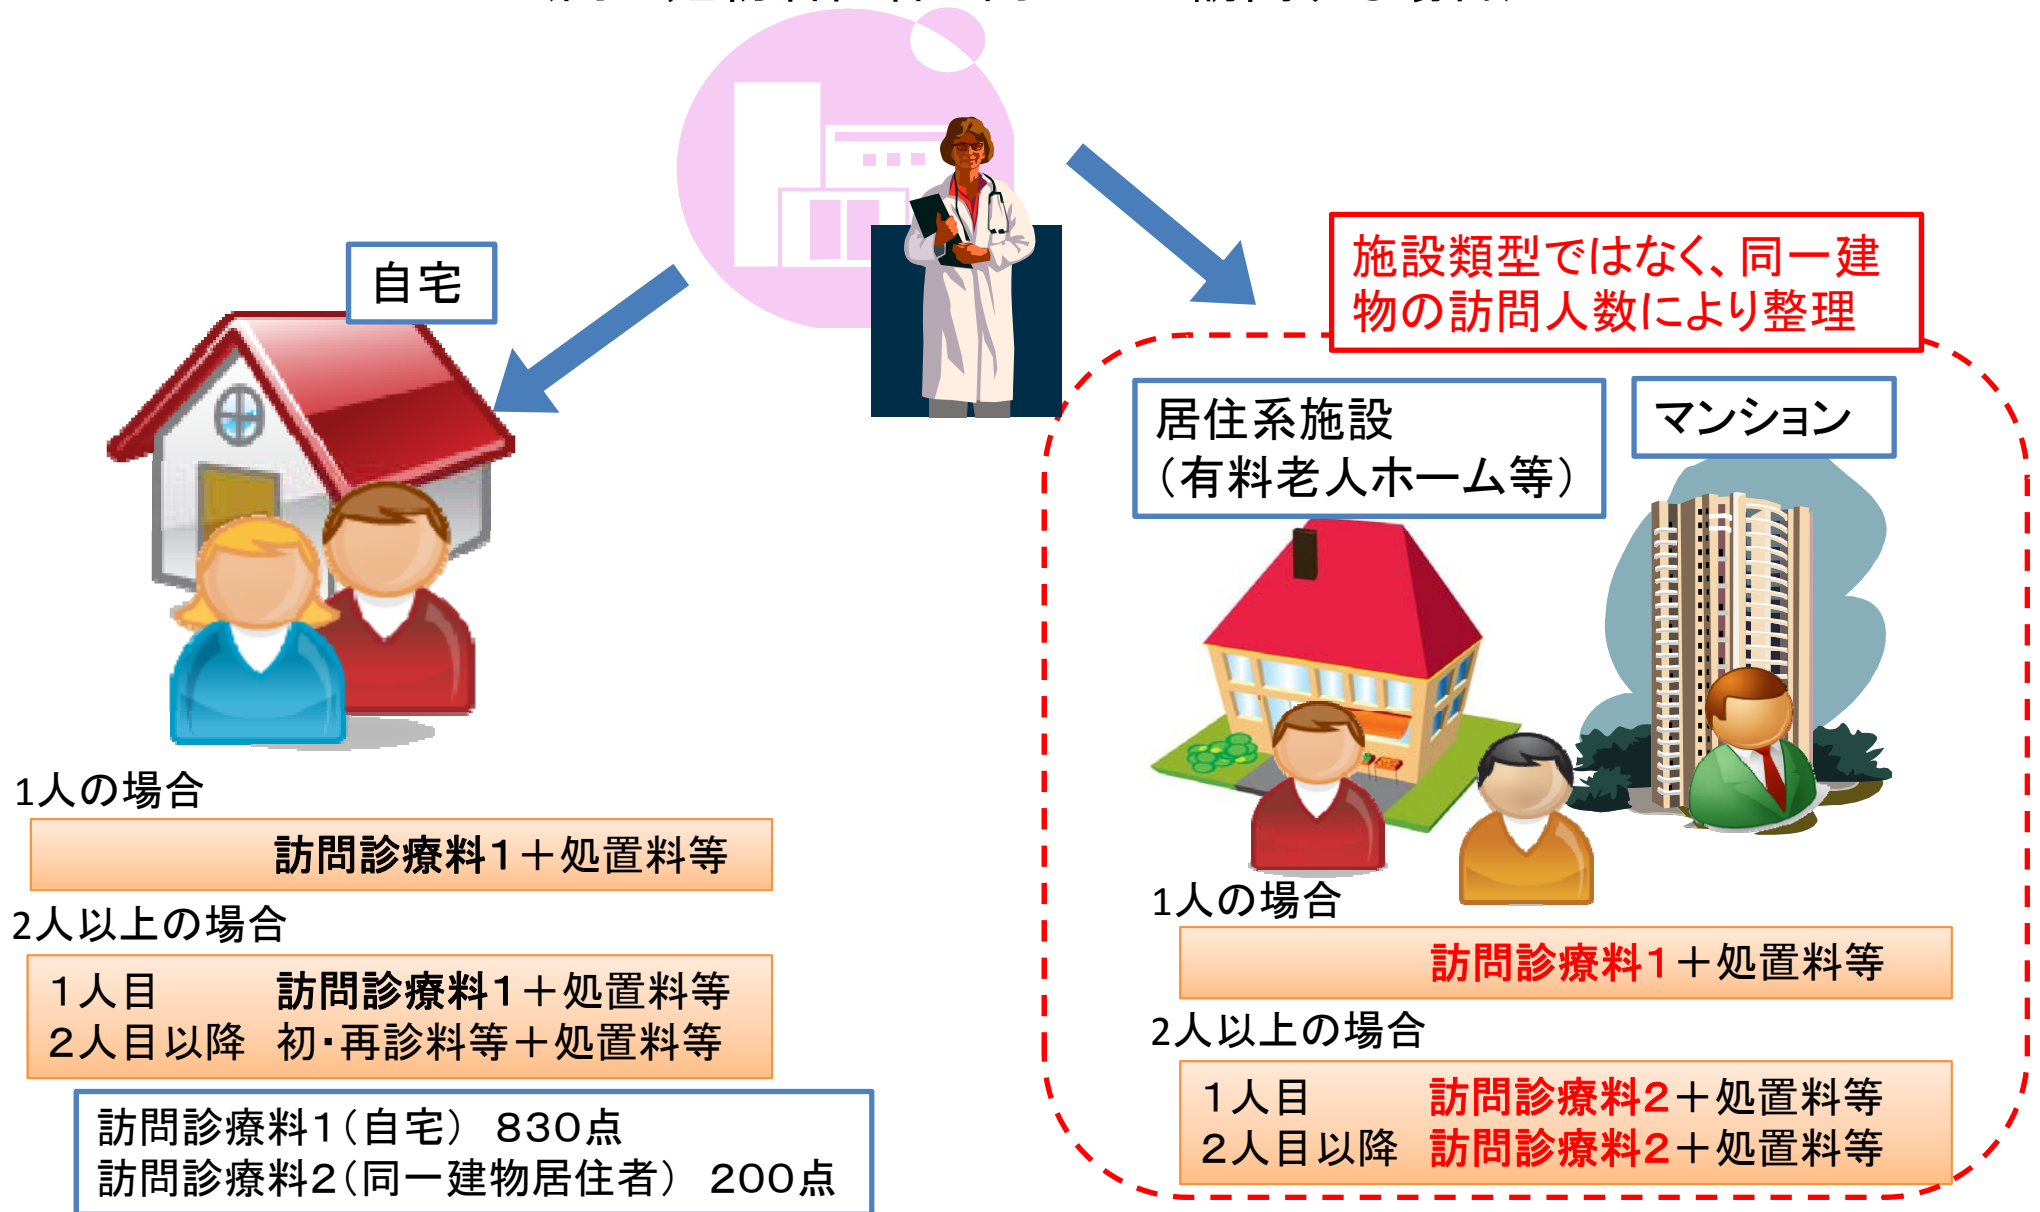 自宅
施設類型ではなく、同一建
物の訪問人数により整理
居住系施設
（有料老人ホーム等）
マンション
1人の場合
訪問診療料１＋処置料等
2人以上の場合
１人目 訪問診療料１＋処置料等
２人目以降 初・再診料等＋処置料等
訪問診療料１（自宅） ８３０点
訪問診療料２（同一建物居住者） ２００点
1人の場合
訪問診療料１＋処置料等
2人以上の場合
１人目 訪問診療料２＋処置料等
２人目以降 訪問診療料２＋処置料等